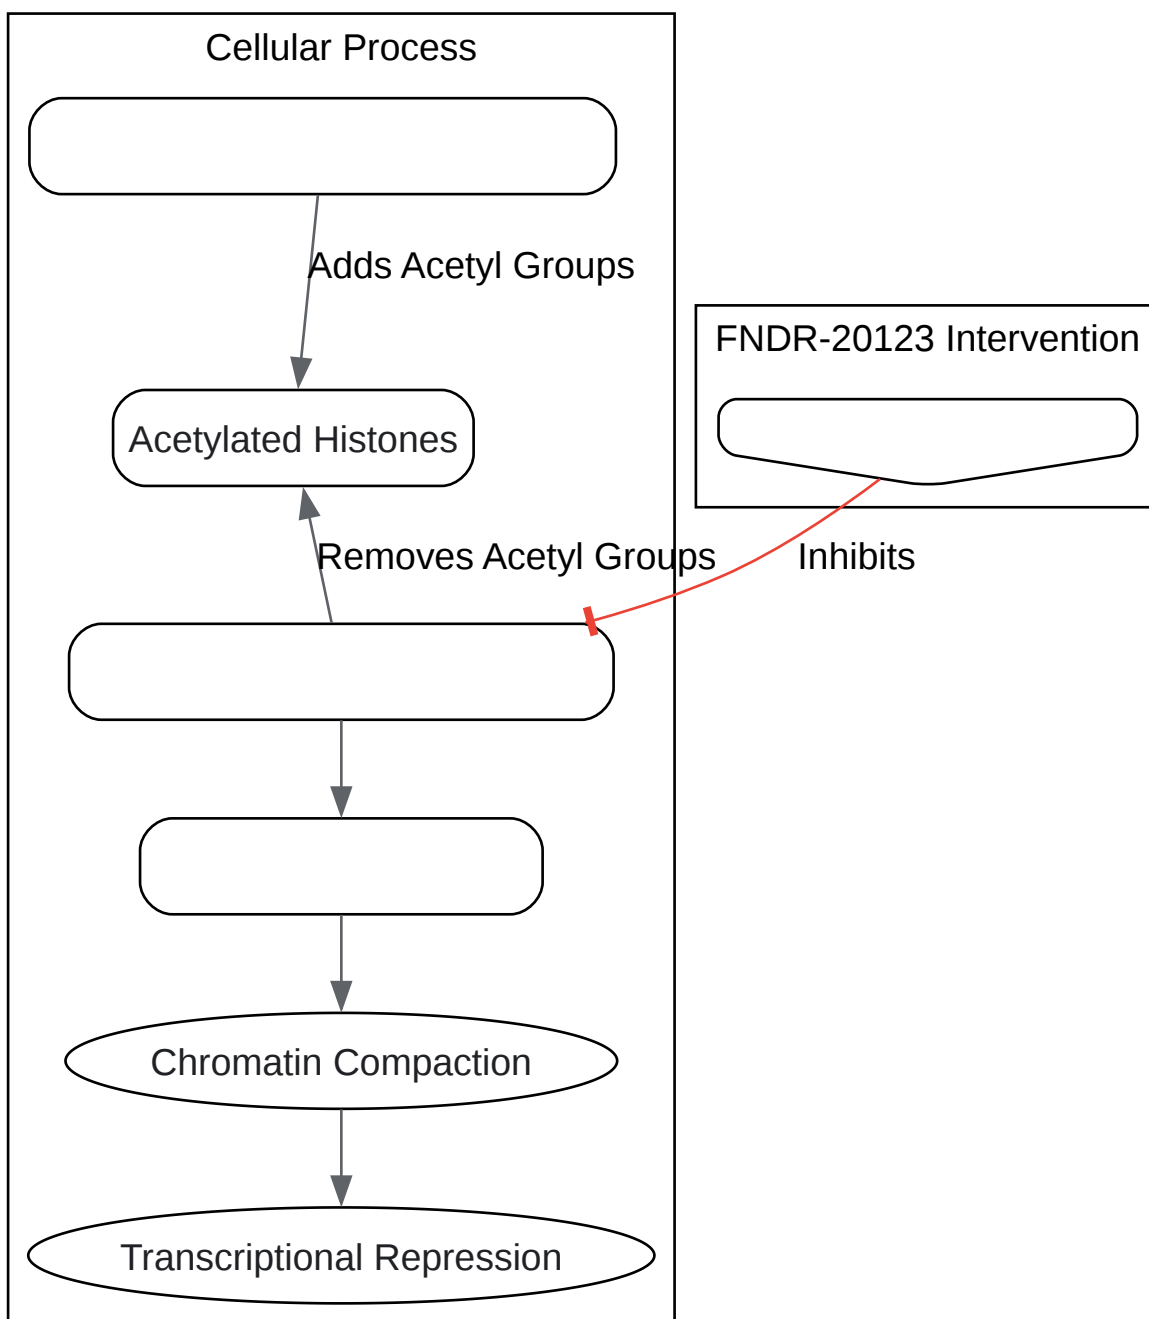 Cellular Process
Adds Acetyl Groups
FNDR-20123 Intervention
Acetylated Histones
Removes Acetyl Groups
Inhibits
Chromatin Compaction
Transcriptional Repression